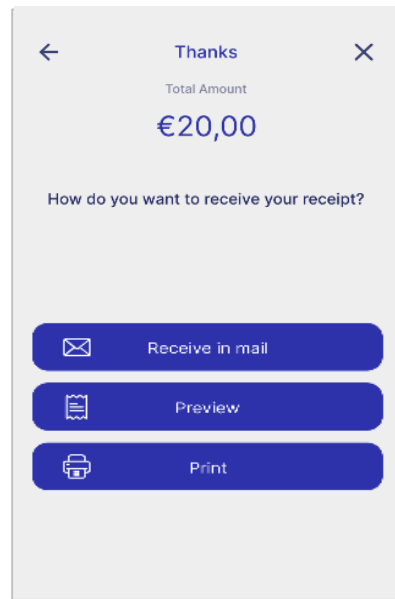 Thanks
Total Amount
€20,00
How do you want to receive your receipt?
Receive in mail
Preview
Print